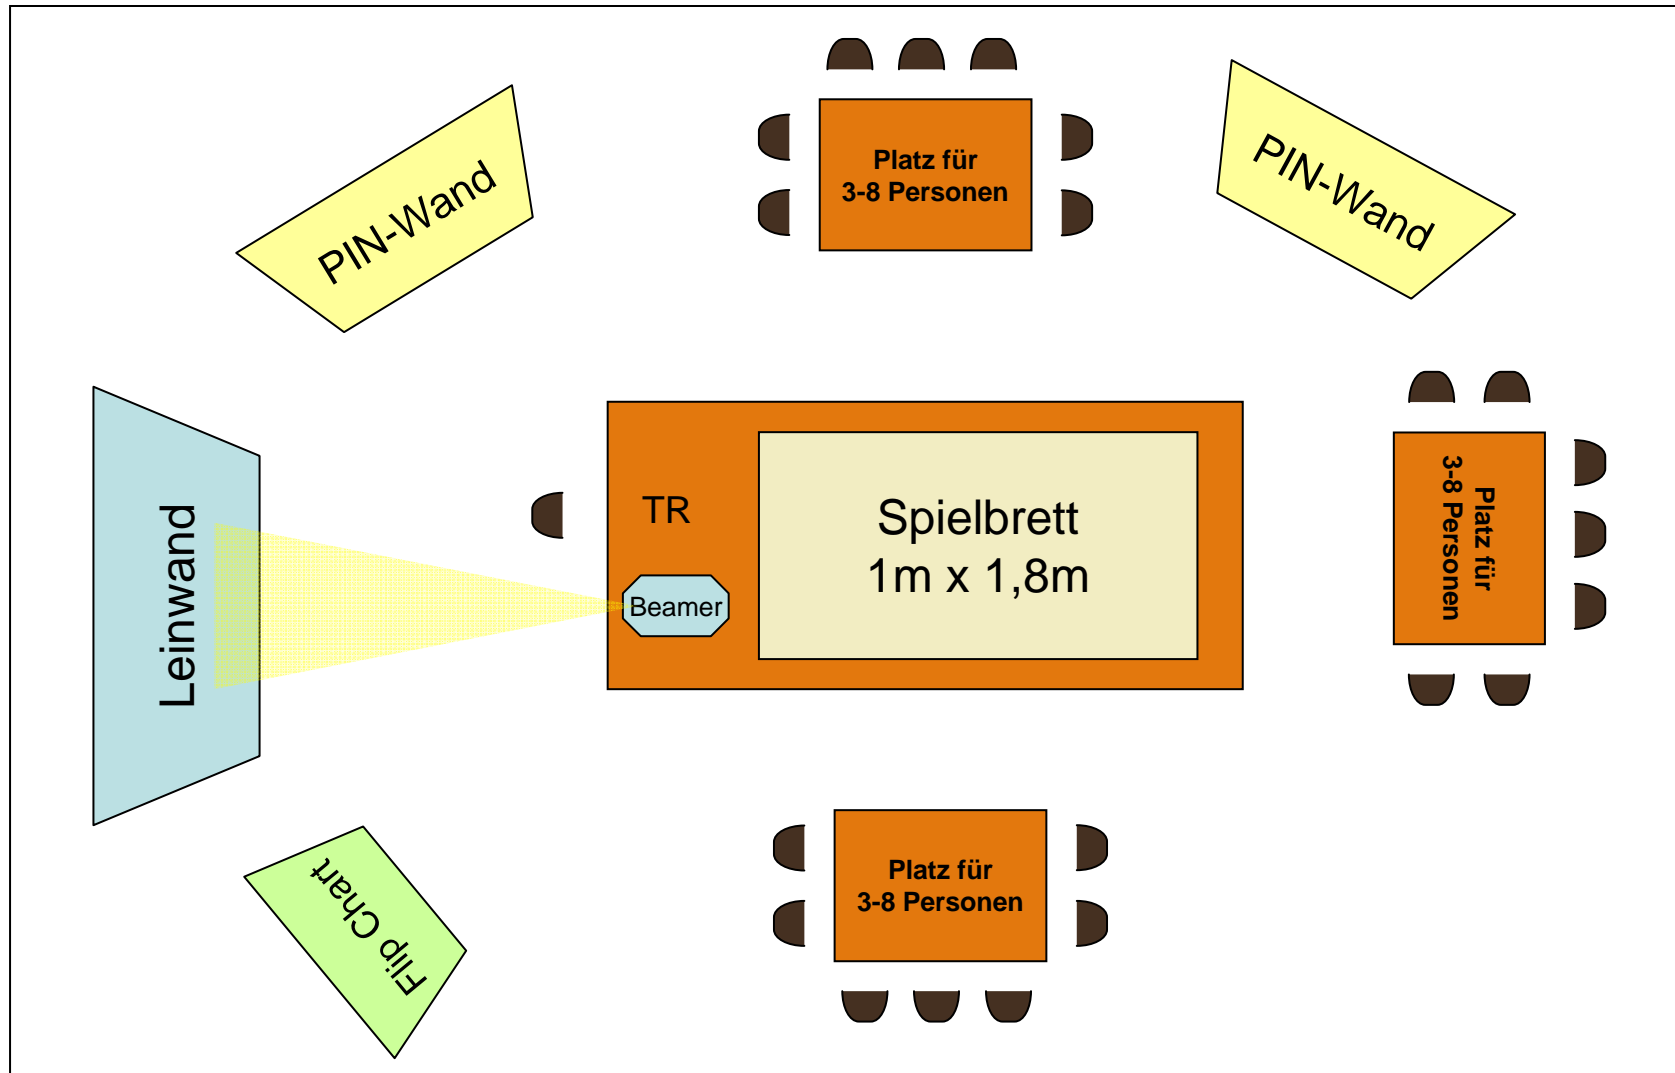 PIN-Wand
Platz für
3-8 Personen
PIN-Wand
Leinwand
TR
Beamer
Spielbrett
1m x 1,8m
Platz für
3-8 Personen
Flip Chart
Platz für
3-8 Personen